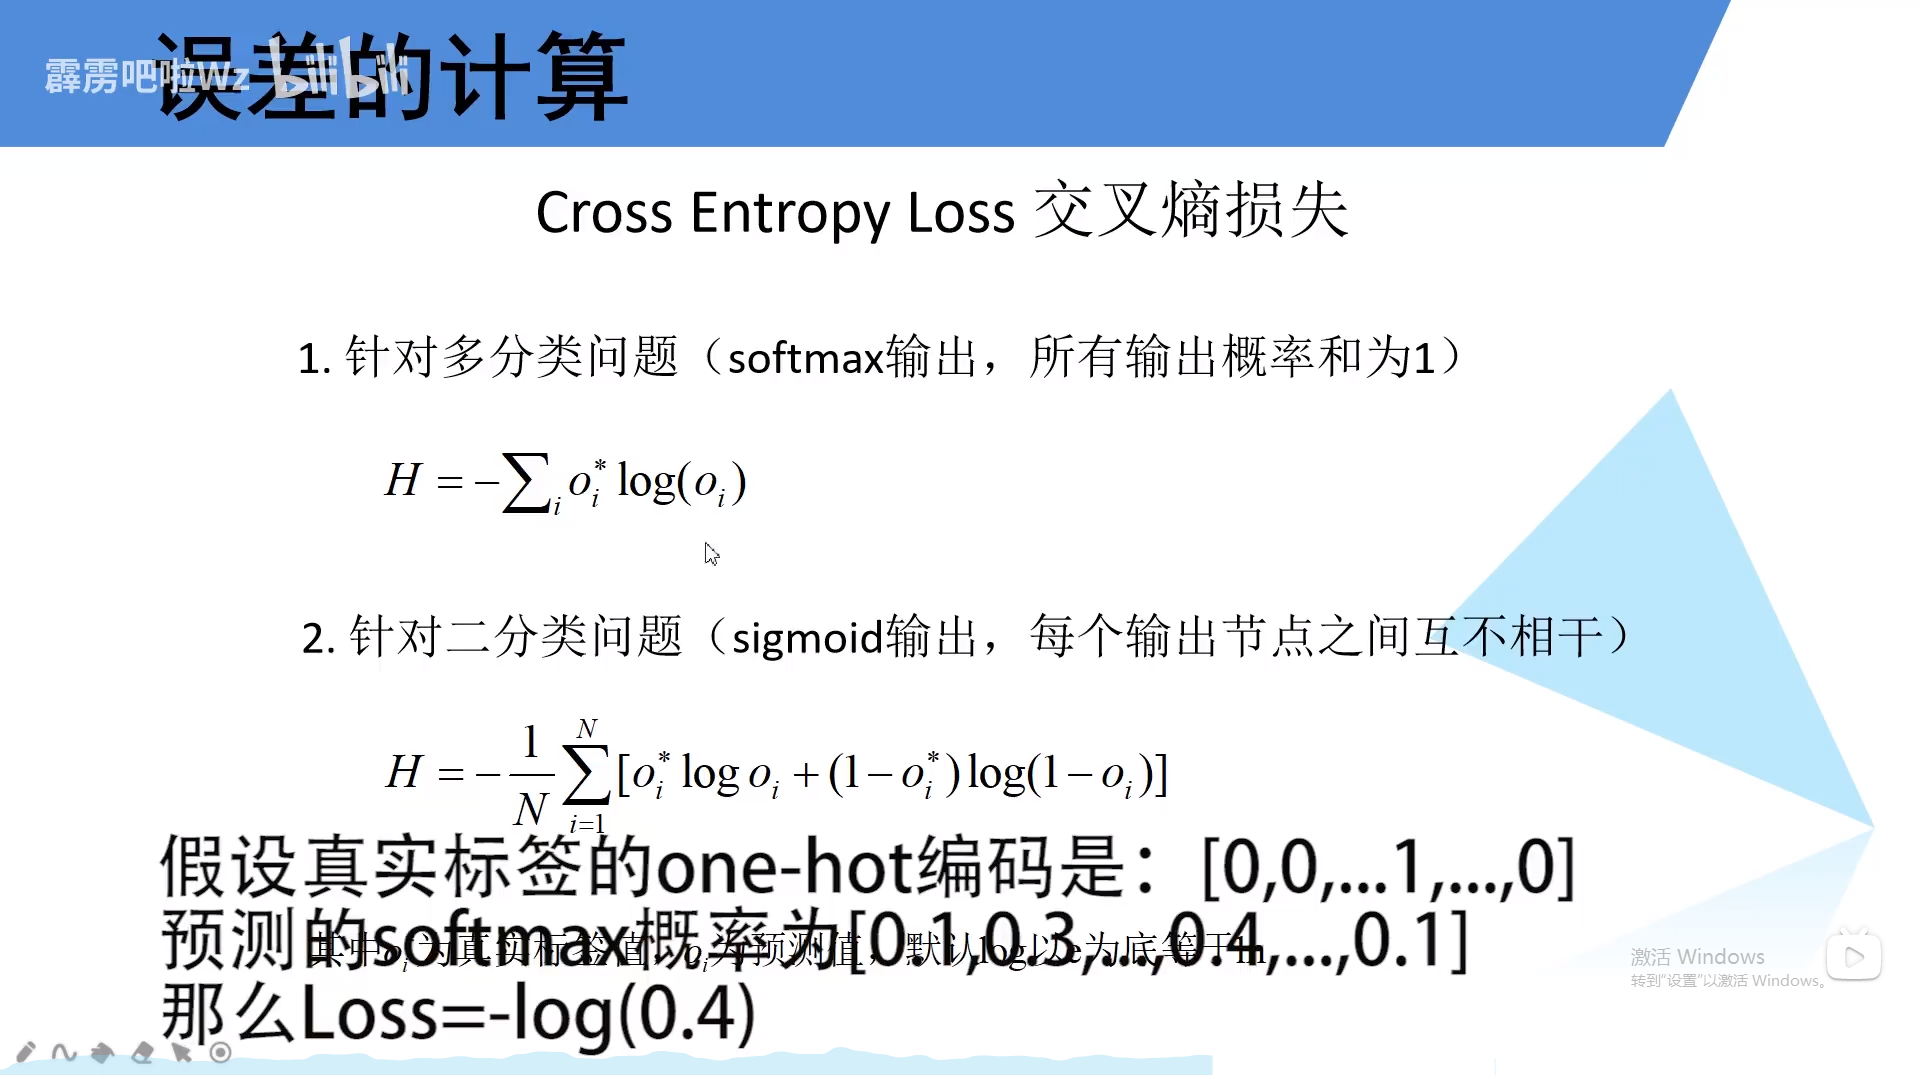 误差的计算
霹雳吧啦Wz bilibili
Cross Entropy Loss 交叉熵损失
1. 针对多分类问题（softmax输出，所有输出概率和为1）
H = −∑_i o_i^* log(o_i)
2. 针对二分类问题（sigmoid输出，每个输出节点之间互不相干）
H = −\frac{1}{N}∑_{i=1}^{N}[o_i^* log o_i + (1−o_i^*)log(1−o_i)]
假设真实标签的one-hot编码是：[0,0,...1,...,0]
预测的softmax概率为[0.1,0.3,...,0.4,...,0.1]
其中o_i^*为真实标签值，o_i为预测值，默认log以e为底等于ln
那么Loss=-log(0.4)
激活 Windows
转到“设置”以激活 Windows。